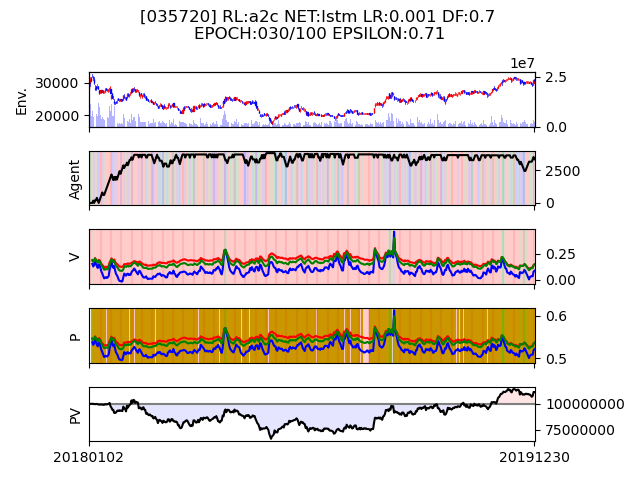 [035720] RL:a2c NET:lstm LR:0.001 DF:0.7
EPOCH:030/100 EPSILON:0.71
1e7
30000
20000
Env.
2.5
0.0
Agent
2500
0
V
0.25
0.00
P
0.6
0.5
PV
100000000
75000000
20180102
20191230